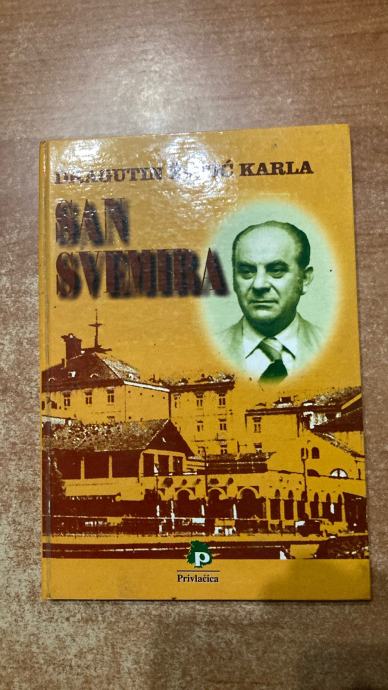 DRAGUTIN KARLA
SAN
SVEMIRA
P
Privlačica